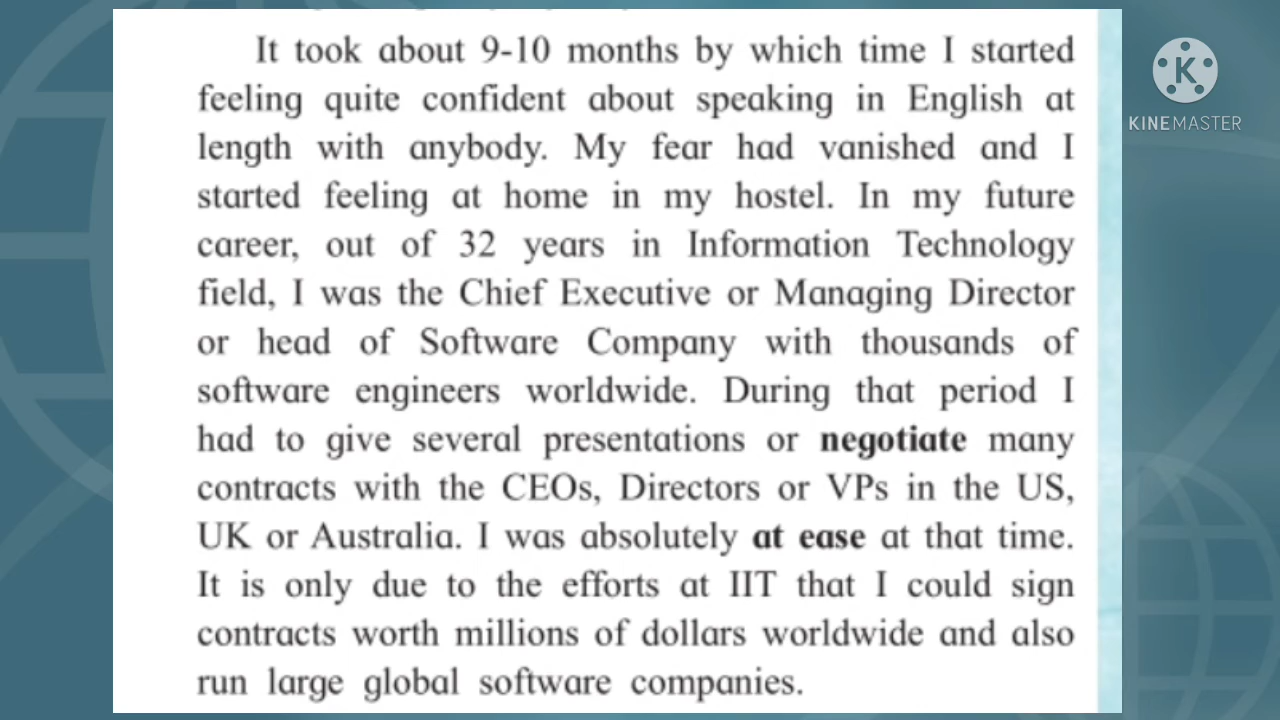 It took about 9-10 months by which time I started
feeling quite confident about speaking in English at
length with anybody. My fear had vanished and I
started feeling at home in my hostel. In my future
career, out of 32 years in Information Technology
field, I was the Chief Executive or Managing Director
or head of Software Company with thousands of
software engineers worldwide. During that period I
had to give several presentations or negotiate many
contracts with the CEOs, Directors or VPs in the US,
UK or Australia. I was absolutely at ease at that time.
It is only due to the efforts at IIT that I could sign
contracts worth millions of dollars worldwide and also
run large global software companies.
K
KINEMASTER